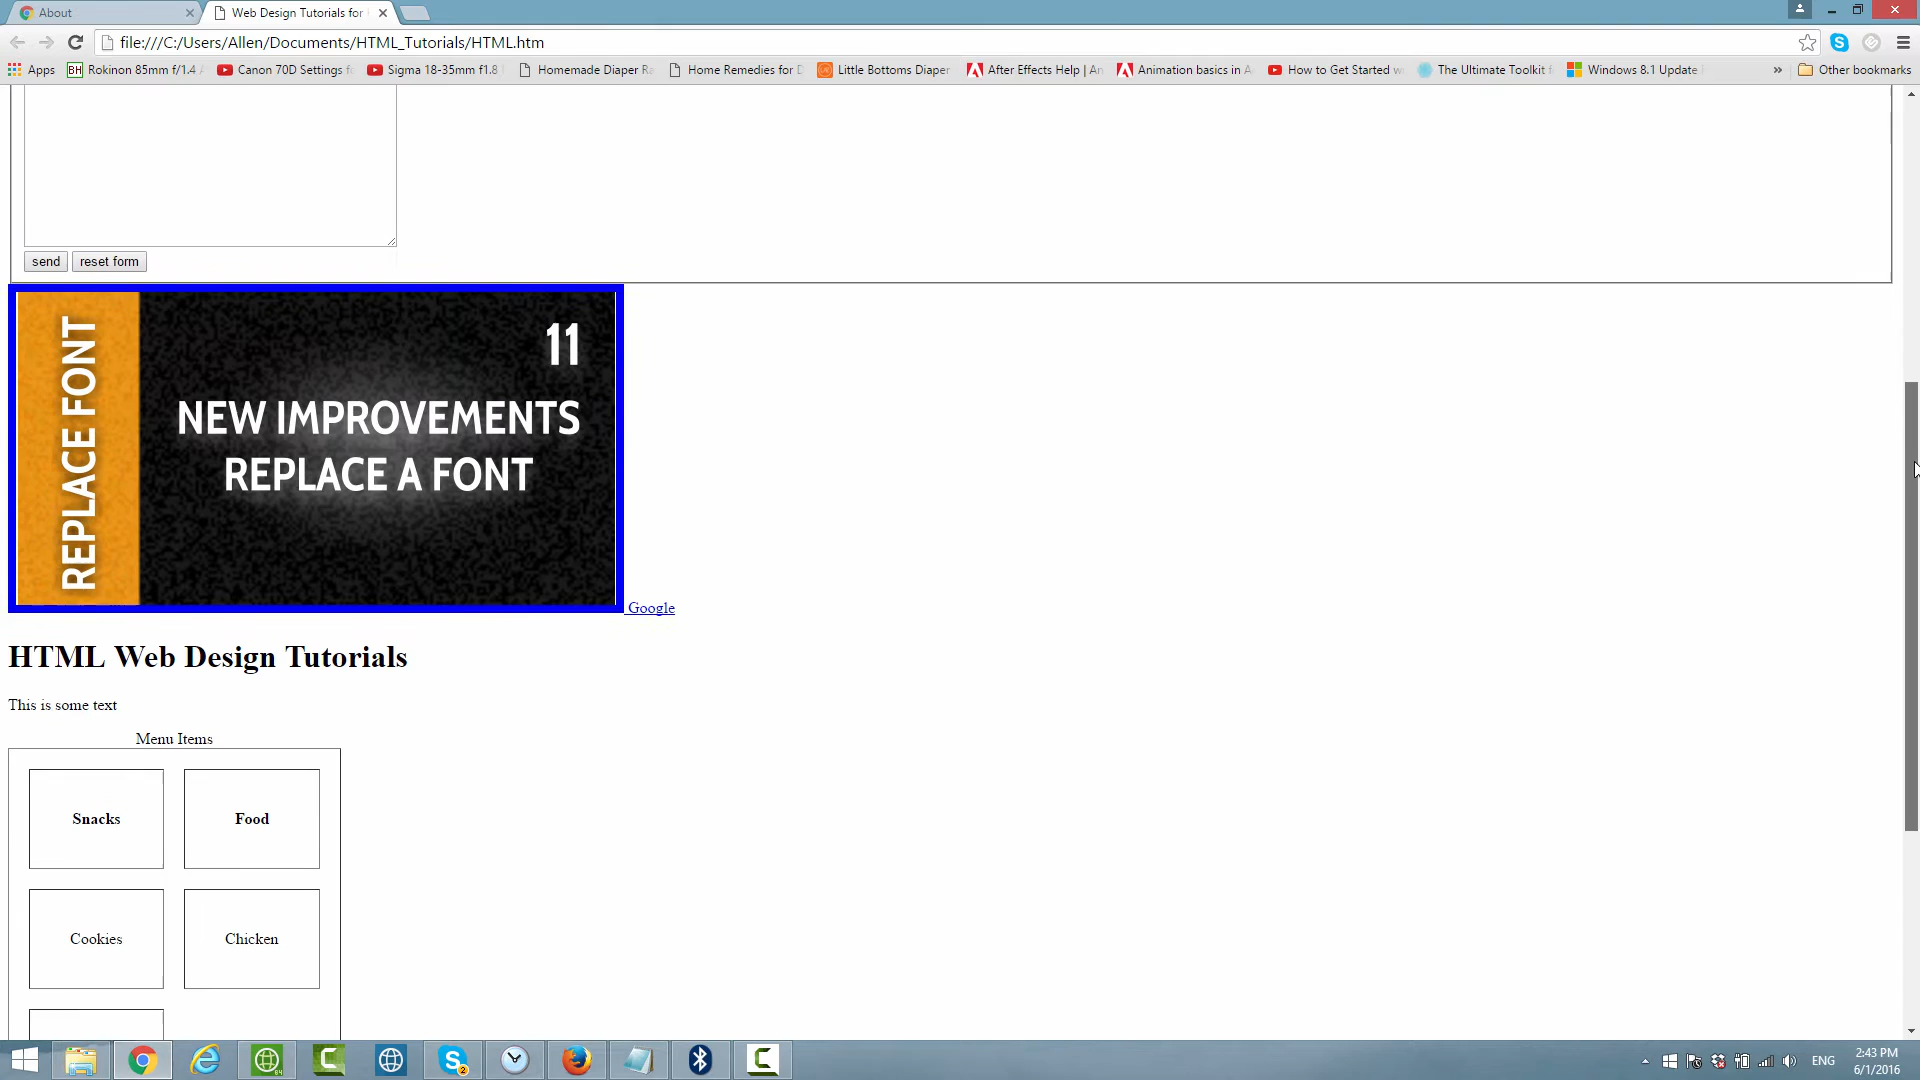 About
Web Design Tutorials for
file:///C:/Users/Allen/Documents/HTML_Tutorials/HTML.htm
Apps
BH Rokinon 85mm f/1.4
Canon 70D Settings
Sigma 18-35mm f1.8
Homemade Diaper Ra
Home Remedies for D
Little Bottoms Diaper
After Effects Help | An
Animation basics in A
How to Get Started w
The Ultimate Toolkit
Windows 8.1 Update
» Other bookmarks
send
reset form
REPLACE FONT
11
NEW IMPROVEMENTS
REPLACE A FONT
Google
HTML Web Design Tutorials
This is some text
Menu Items
Snacks
Food
Cookies
Chicken
ENG
2:43 PM
6/1/2016